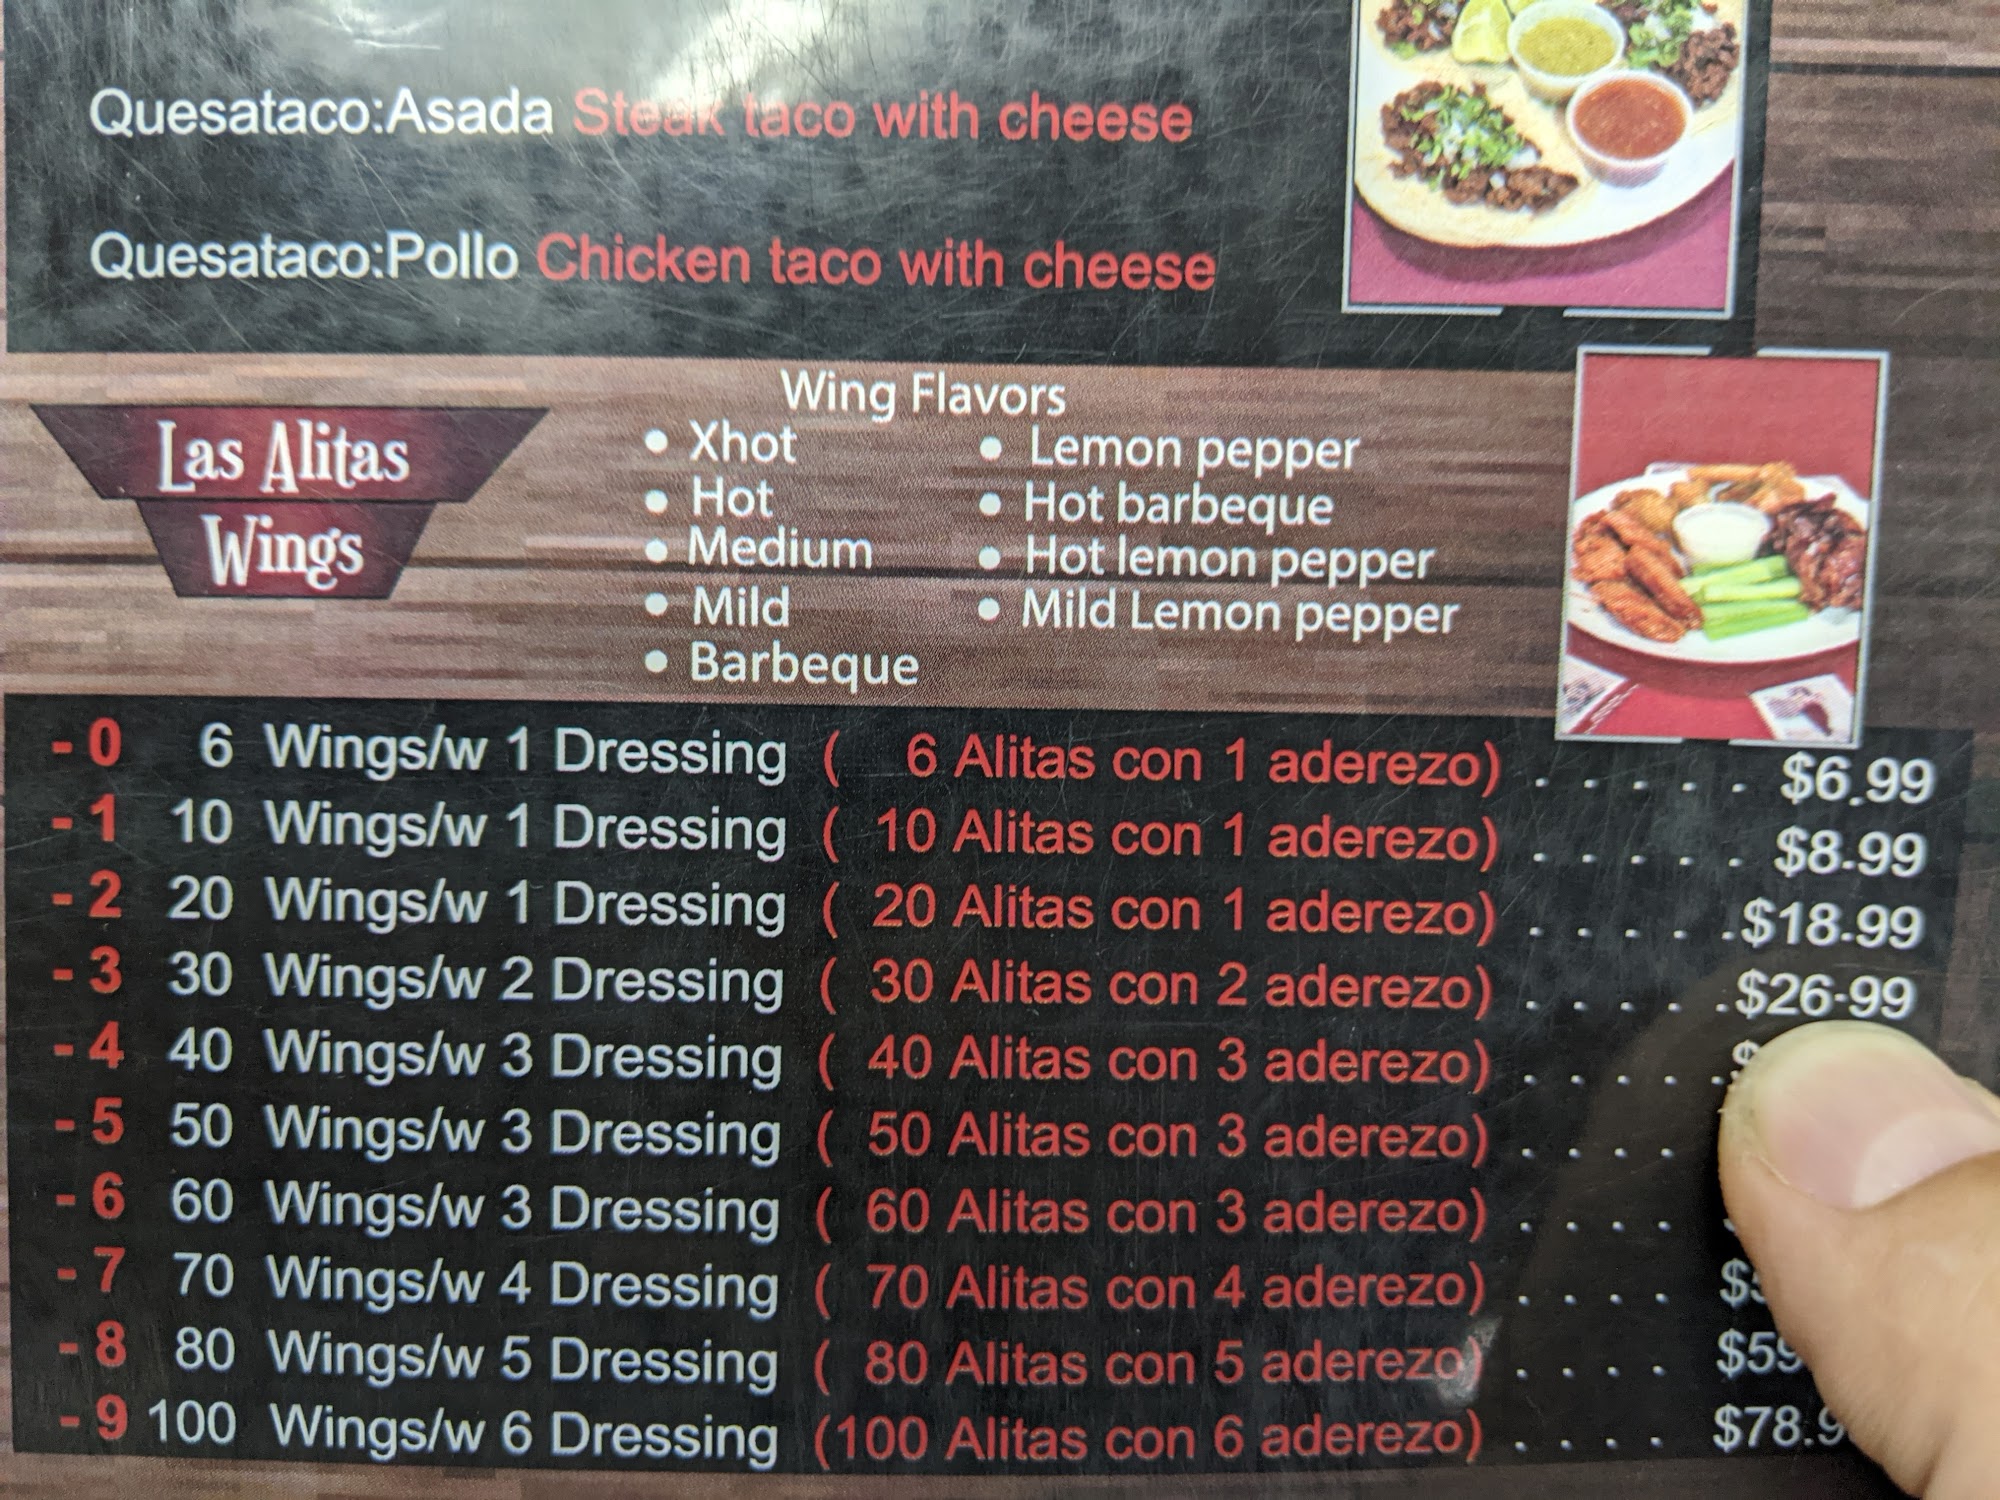 Quesataco:Asada Steak taco with cheese
Quesataco:Pollo Chicken taco with cheese
Las Alitas
Wings
Wing Flavors
• Xhot
• Hot
• Medium
• Mild
• Barbeque
• Lemon pepper
• Hot barbeque
• Hot lemon pepper
• Mild Lemon pepper
- 0 6 Wings/w 1 Dressing ( 6 Alitas con 1 aderezo) . . . . . $6.99
- 1 10 Wings/w 1 Dressing ( 10 Alitas con 1 aderezo) . . . . . $8.99
- 2 20 Wings/w 1 Dressing ( 20 Alitas con 1 aderezo) . . . . . .$18.99
- 3 30 Wings/w 2 Dressing ( 30 Alitas con 2 aderezo) . . . . . .$26-99
- 4 40 Wings/w 3 Dressing ( 40 Alitas con 3 aderezo) . . . . . .$
- 5 50 Wings/w 3 Dressing ( 50 Alitas con 3 aderezo) . . . .
- 6 60 Wings/w 3 Dressing ( 60 Alitas con 3 aderezo) . . . .
- 7 70 Wings/w 4 Dressing ( 70 Alitas con 4 aderezo) . . . . $5
- 8 80 Wings/w 5 Dressing ( 80 Alitas con 5 aderezo) . . . . $59
- 9 100 Wings/w 6 Dressing (100 Alitas con 6 aderezo) . . . . $78.9